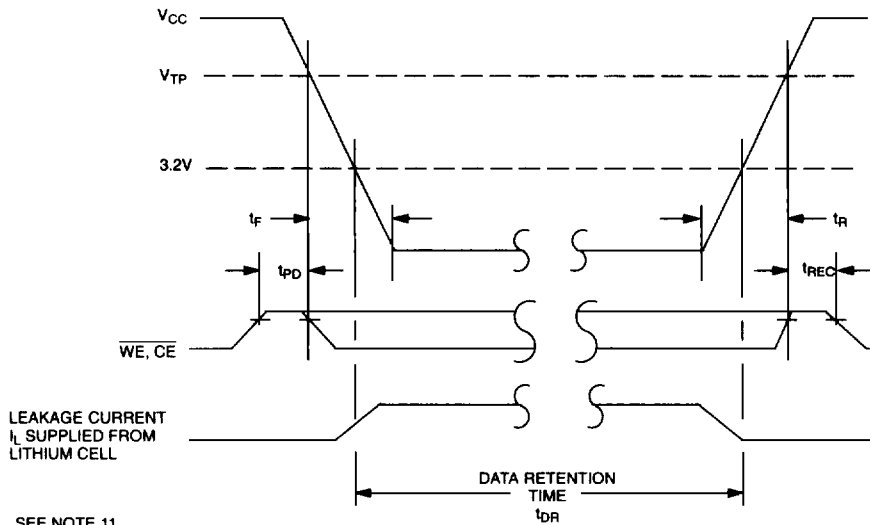 VCC
VTP
3.2V
tF
tR
tPD
tREC
WE, CE
LEAKAGE CURRENT
IL SUPPLIED FROM
LITHIUM CELL
DATA RETENTION
TIME
tDR
SEE NOTE 11